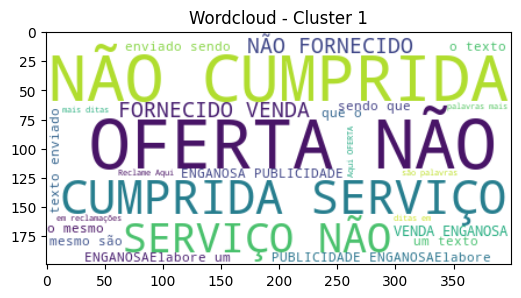 Wordcloud - Cluster 1
enviado sendo NÃO FORNECIDO o texto
NÃO CUMPRIDA
mais ditas FORNECIDO VENDA que o sendo que palavras mais
OFERTA NÃO
texto enviado
Reclame Aqui ENGANOSA PUBLICIDADE Aqui OFERTA são palavras
CUMPRIDA SERVIÇO
em reclamações ditas em
o mesmo SERVIÇO NÃO VENDA ENGANOSA
mesmo são um texto
ENGANOSAElabore um PUBLICIDADE ENGANOSAElabore
0
25
50
75
100
125
150
175
0 50 100 150 200 250 300 350